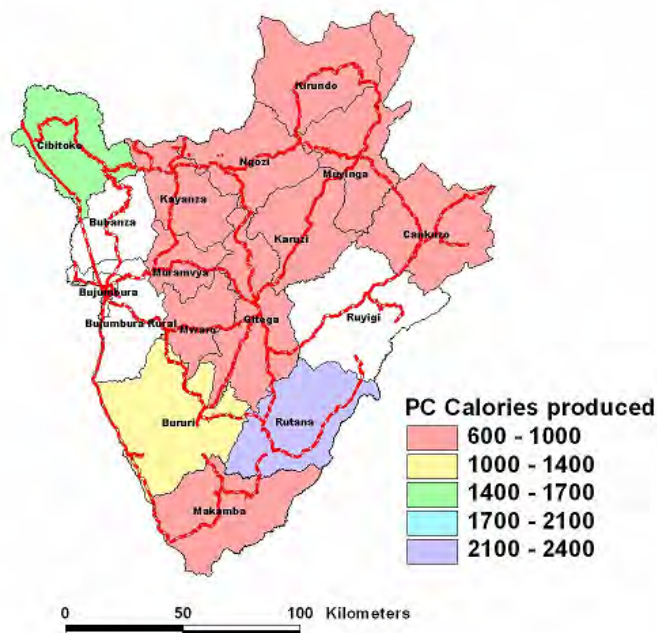 Kirundo
Cibitoke
Ngozi
Muyinga
Kayanza
Bubanza
Karuzi
Cankuzo
Muramvya
Bujumbura
Gitega
Ruyigi
Bujumbura Rural
Mwaro
Bururi
Rutana
Makamba
PC Calories produced
600 - 1000
1000 - 1400
1400 - 1700
1700 - 2100
2100 - 2400
0 50 100 Kilometers